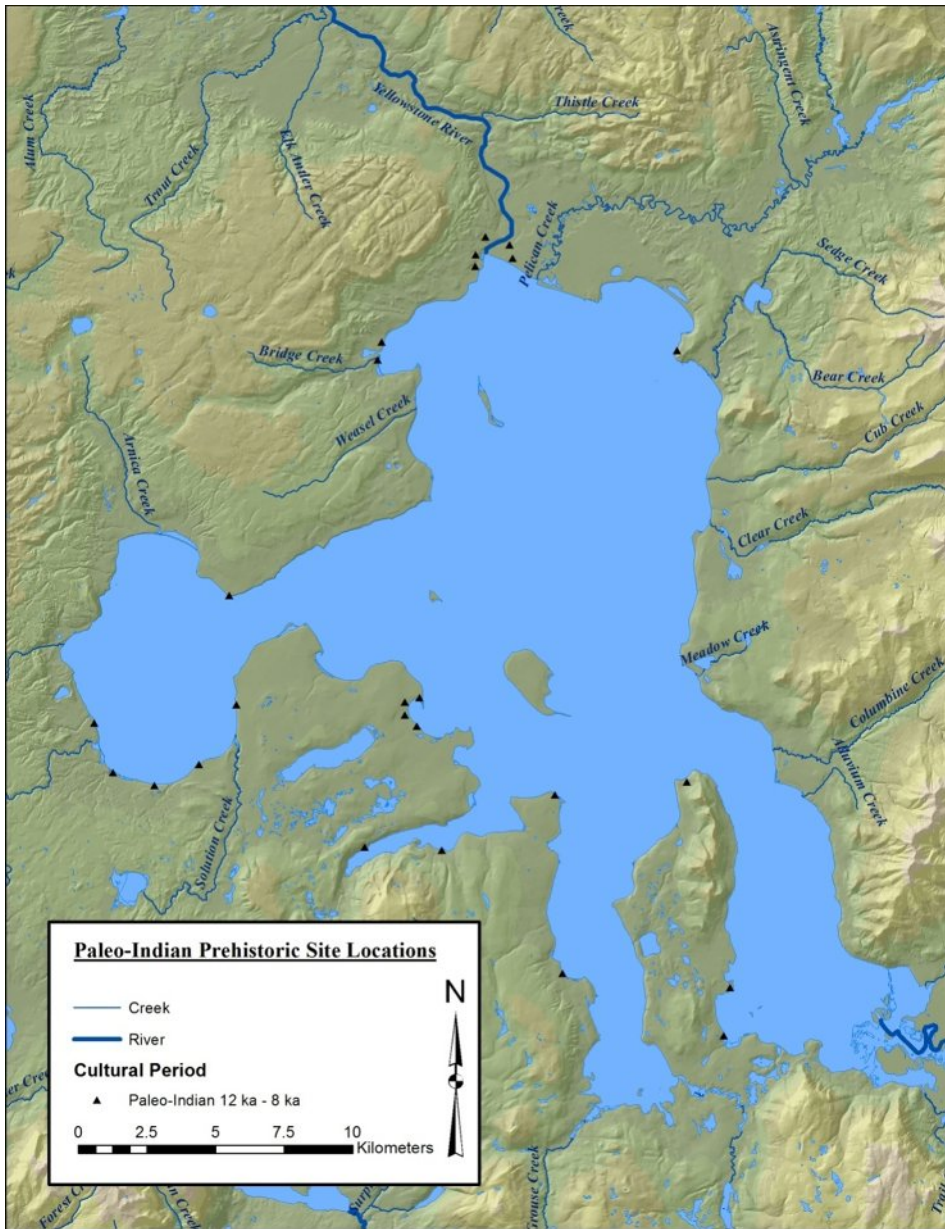 Astringent Creek
Creek
Thistle Creek
Yellowstone River
Alum Creek
Trout Creek
Elk Antler Creek
Pelican Creek
Sedge Creek
Bridge Creek
Bear Creek
Weasel Creek
Cub Creek
Arnica Creek
Clear Creek
Meadow Creek
Columbine Creek
Alluvium Creek
Solution Creek
Paleo-Indian Prehistoric Site Locations
Creek
River
Cultural Period
Paleo-Indian 12 ka - 8 ka
N
0 2.5 5 7.5 10
Kilometers
Creek